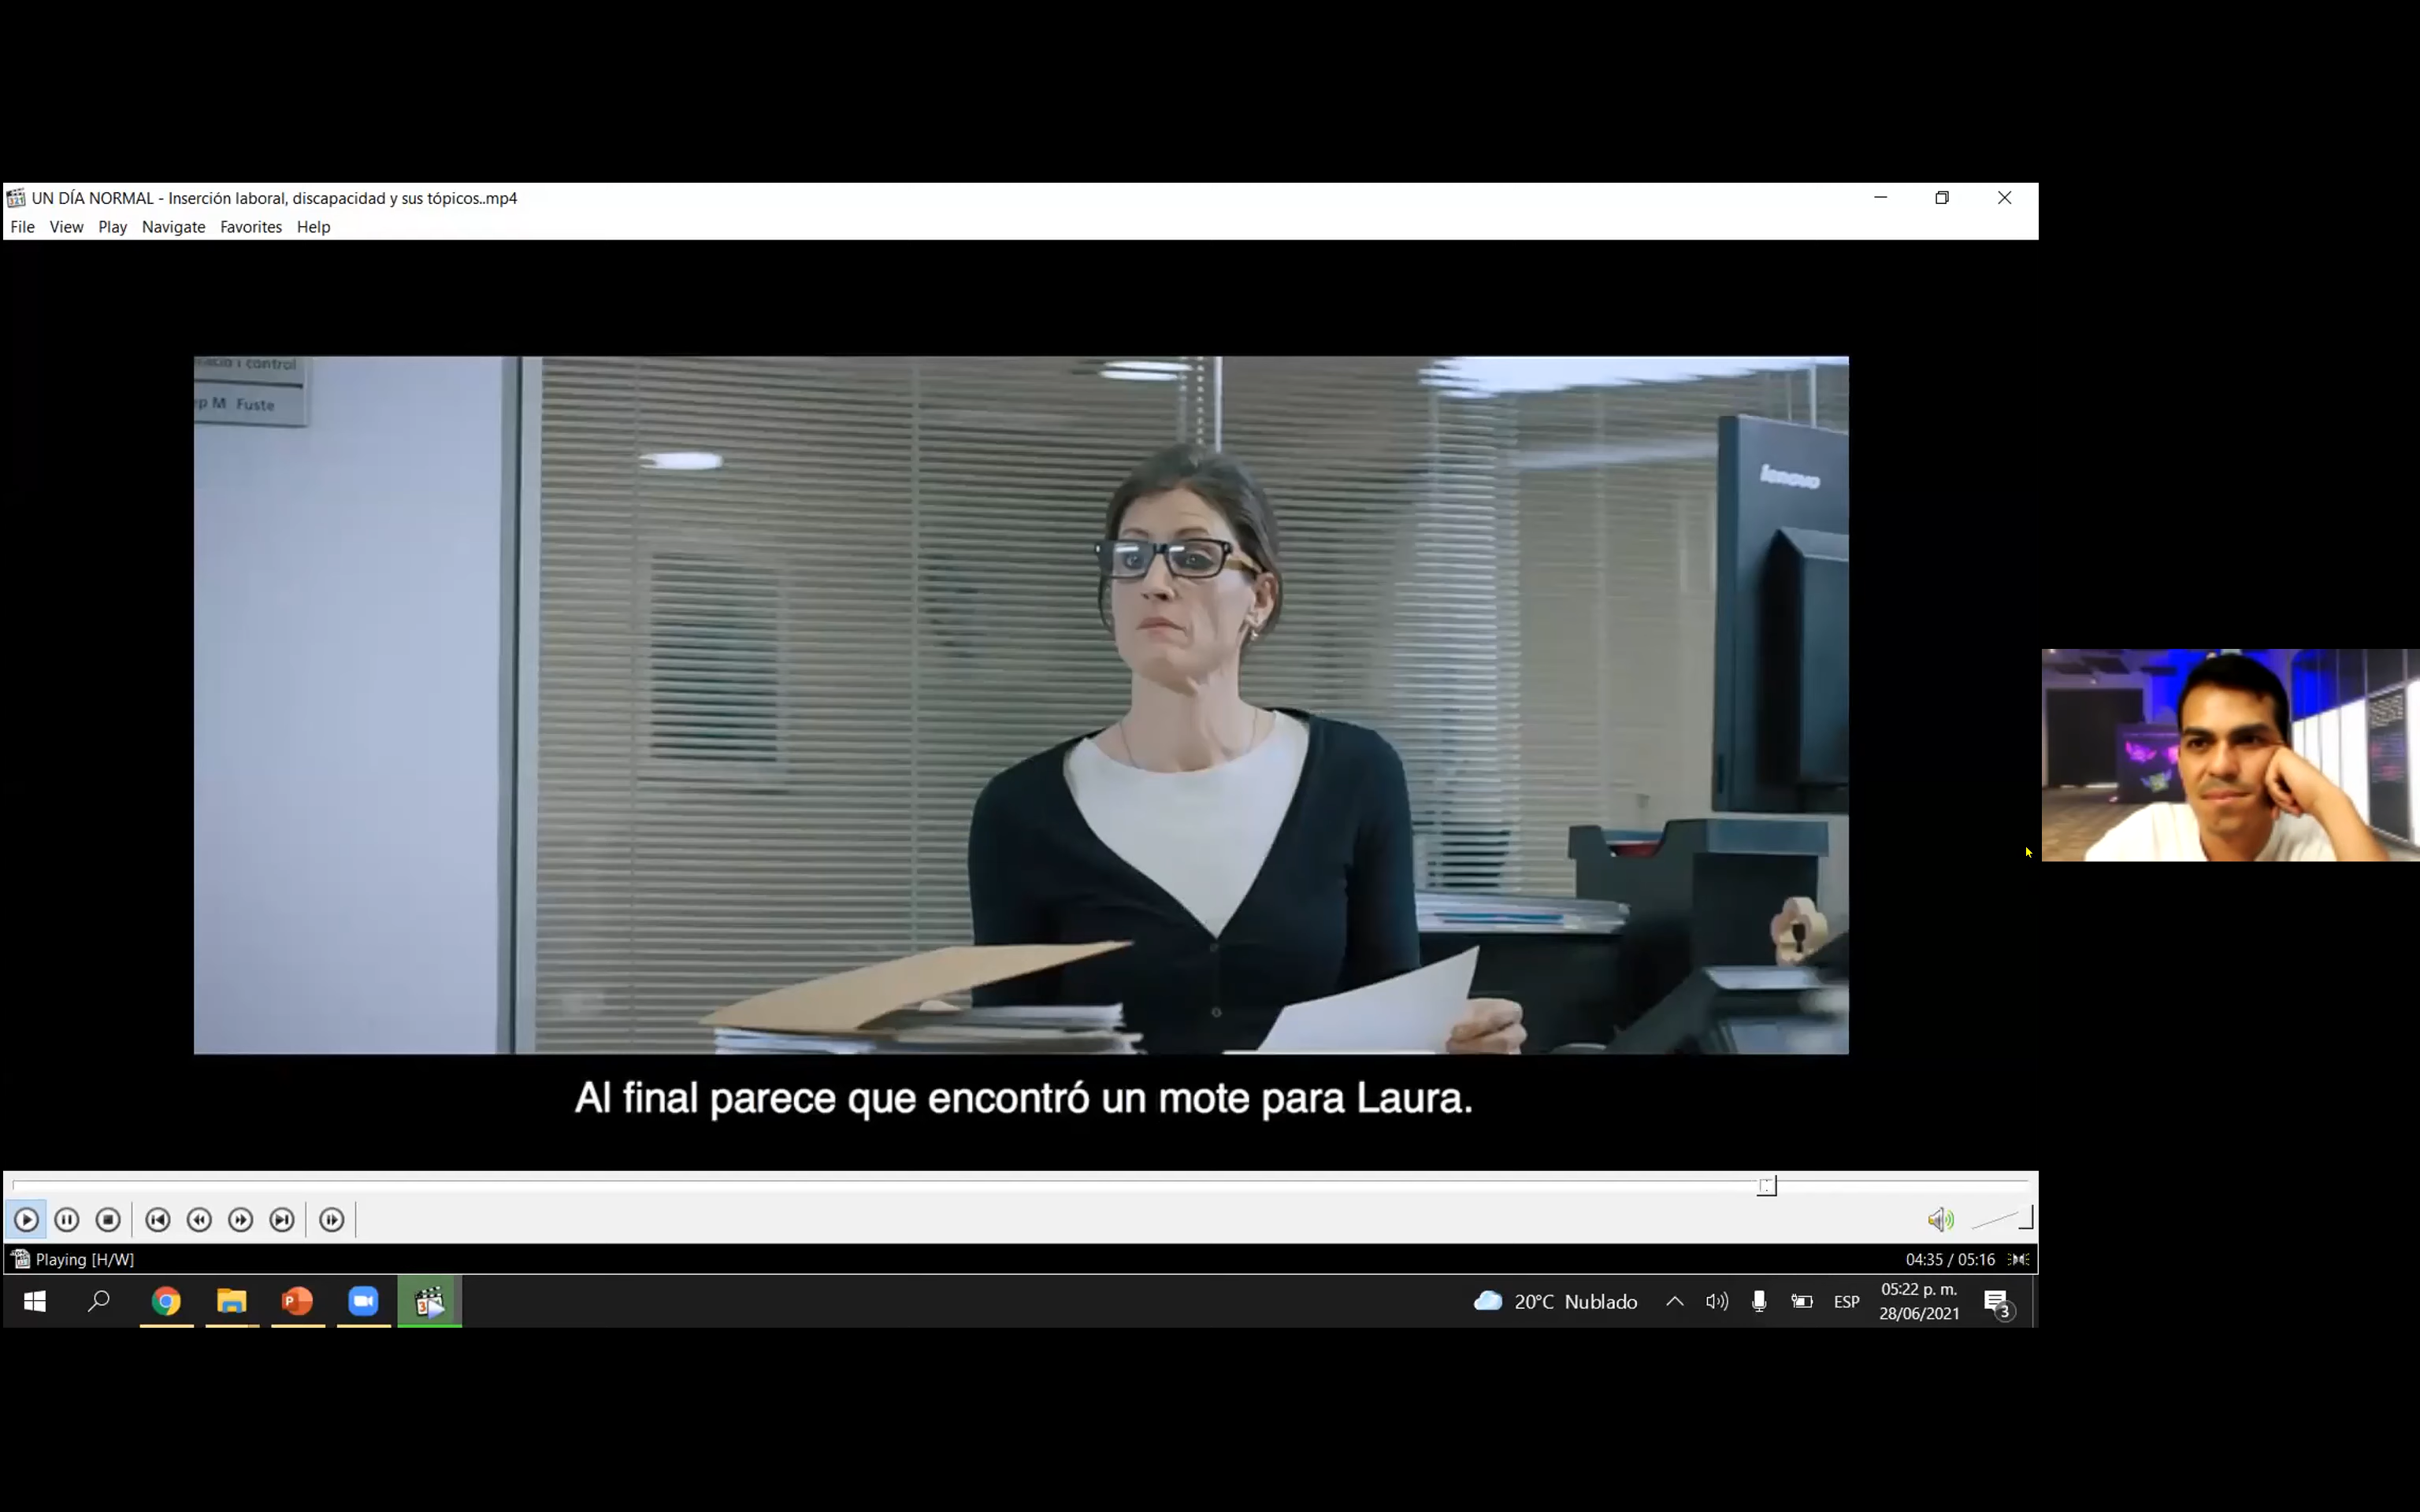 UN DÍA NORMAL - Inserción laboral, discapacidad y sus tópicos..mp4
File View Play Navigate Favorites Help
i control
p M Fuste
lenovo
Al final parece que encontró un mote para Laura.
Playing [H/W]
04:35 / 05:16
20°C Nublado
ESP
05:22 p. m.
28/06/2021
3